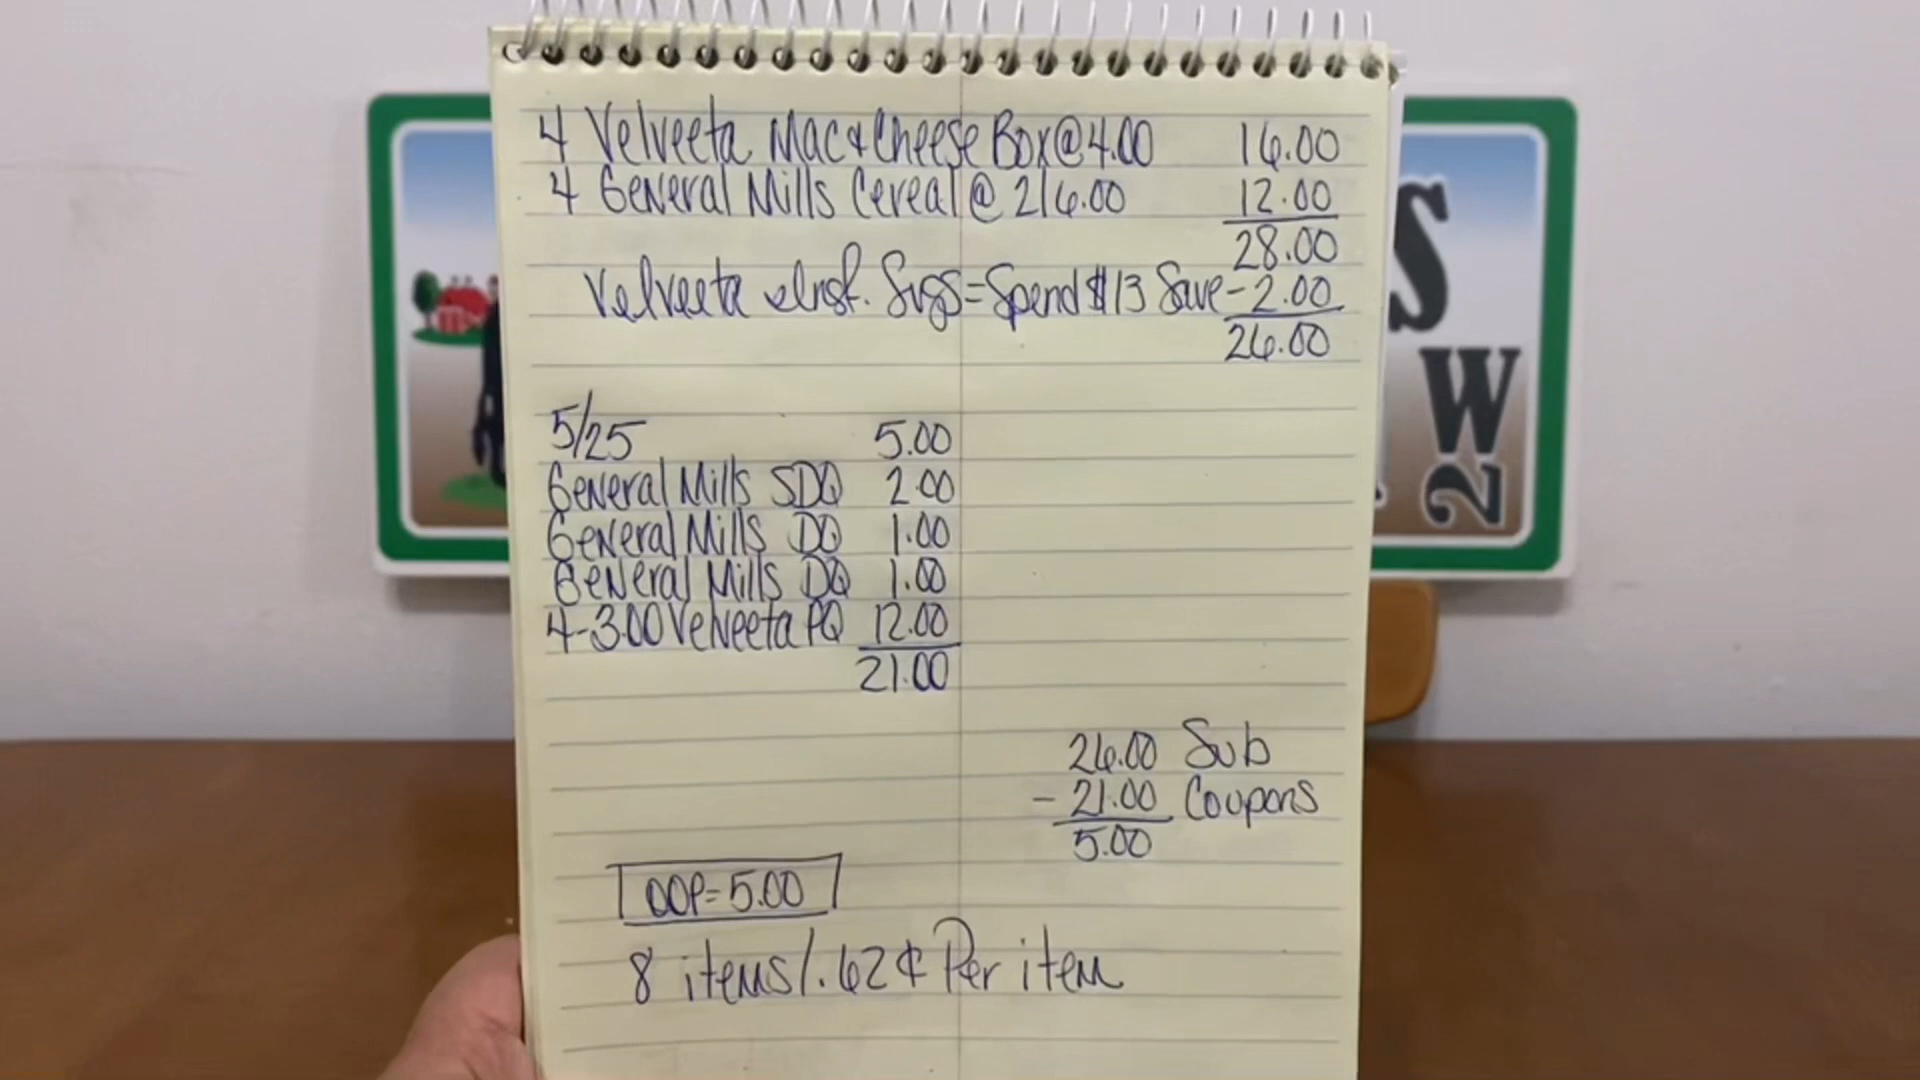 4 Velveeta Mac & Cheese Box @ 4.00 16.00
4 General Mills Cereal @ 2/6.00 12.00
28.00
Velveeta Inst. Svgs = Spend $13 Save - 2.00
26.00
5/25 5.00
General Mills SDQ 2.00
General Mills DQ 1.00
General Mills DQ 1.00
4-3.00 Velveeta PQ 12.00
21.00
26.00 Sub
- 21.00 Coupons
5.00
OOP= 5.00
8 items / .62¢ Per item
S
W
2